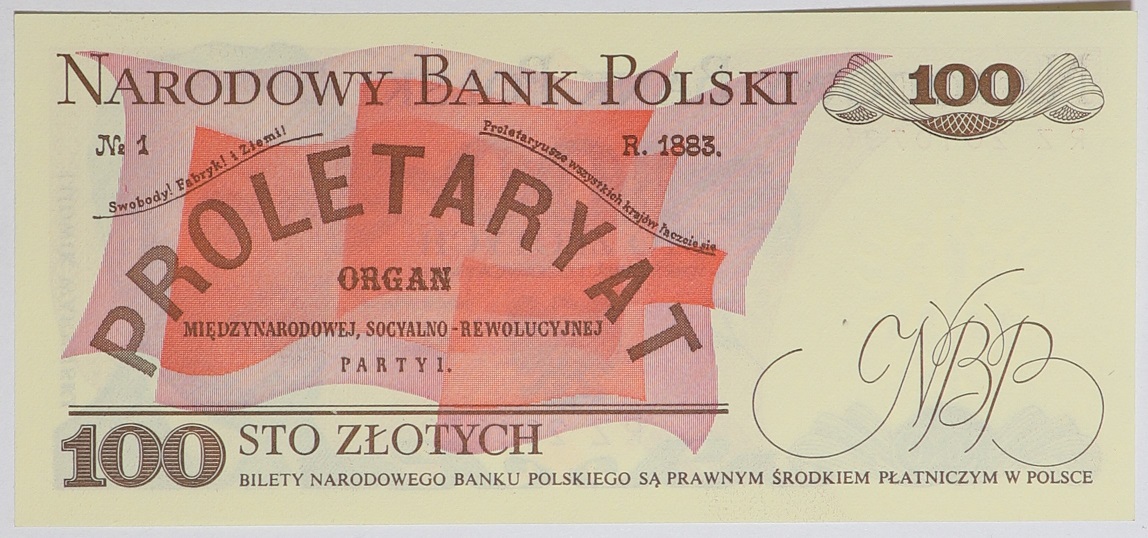 NARODOWY BANK POLSKI
100
№ 1
R. 1883.
Swobody! Fabryk! i Ziemi!
Proletaryusze wszystkich krajów łączcie się
PROLETARYAT
ORGAN
MIĘDZYNARODOWEJ, SOCYALNO-REWOLUCYJNEJ
PARTYI.
NBP
100 STO ZŁOTYCH
BILETY NARODOWEGO BANKU POLSKIEGO SĄ PRAWNYM ŚRODKIEM PŁATNICZYM W POLSCE